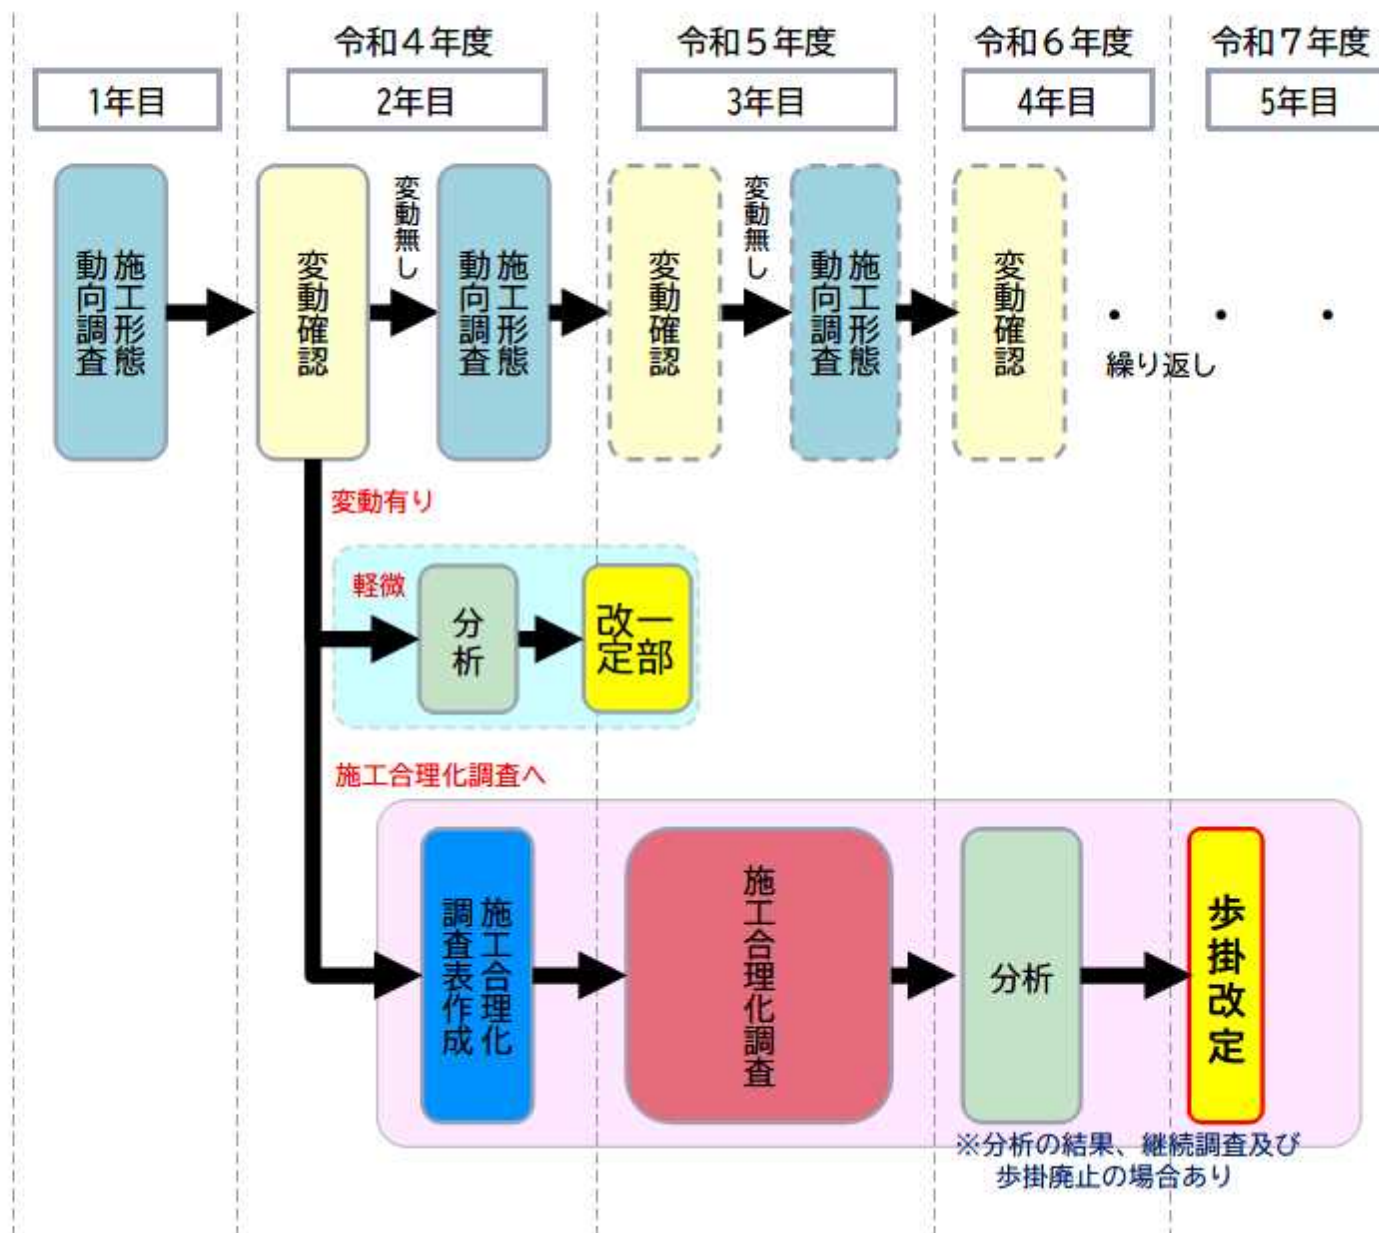 令和４年度
令和５年度
令和６年度
令和７年度
1年目
2年目
3年目
4年目
5年目
施工形態
動向調査
変動確認
変動無し
施工形態
動向調査
変動確認
変動無し
施工形態
動向調査
変動確認
・　・　・
繰り返し
変動有り
軽微
分析
一部
改定
施工合理化調査へ
施工合理化
調査表作成
施工合理化調査
分析
歩掛改定
※分析の結果、継続調査及び
歩掛廃止の場合あり